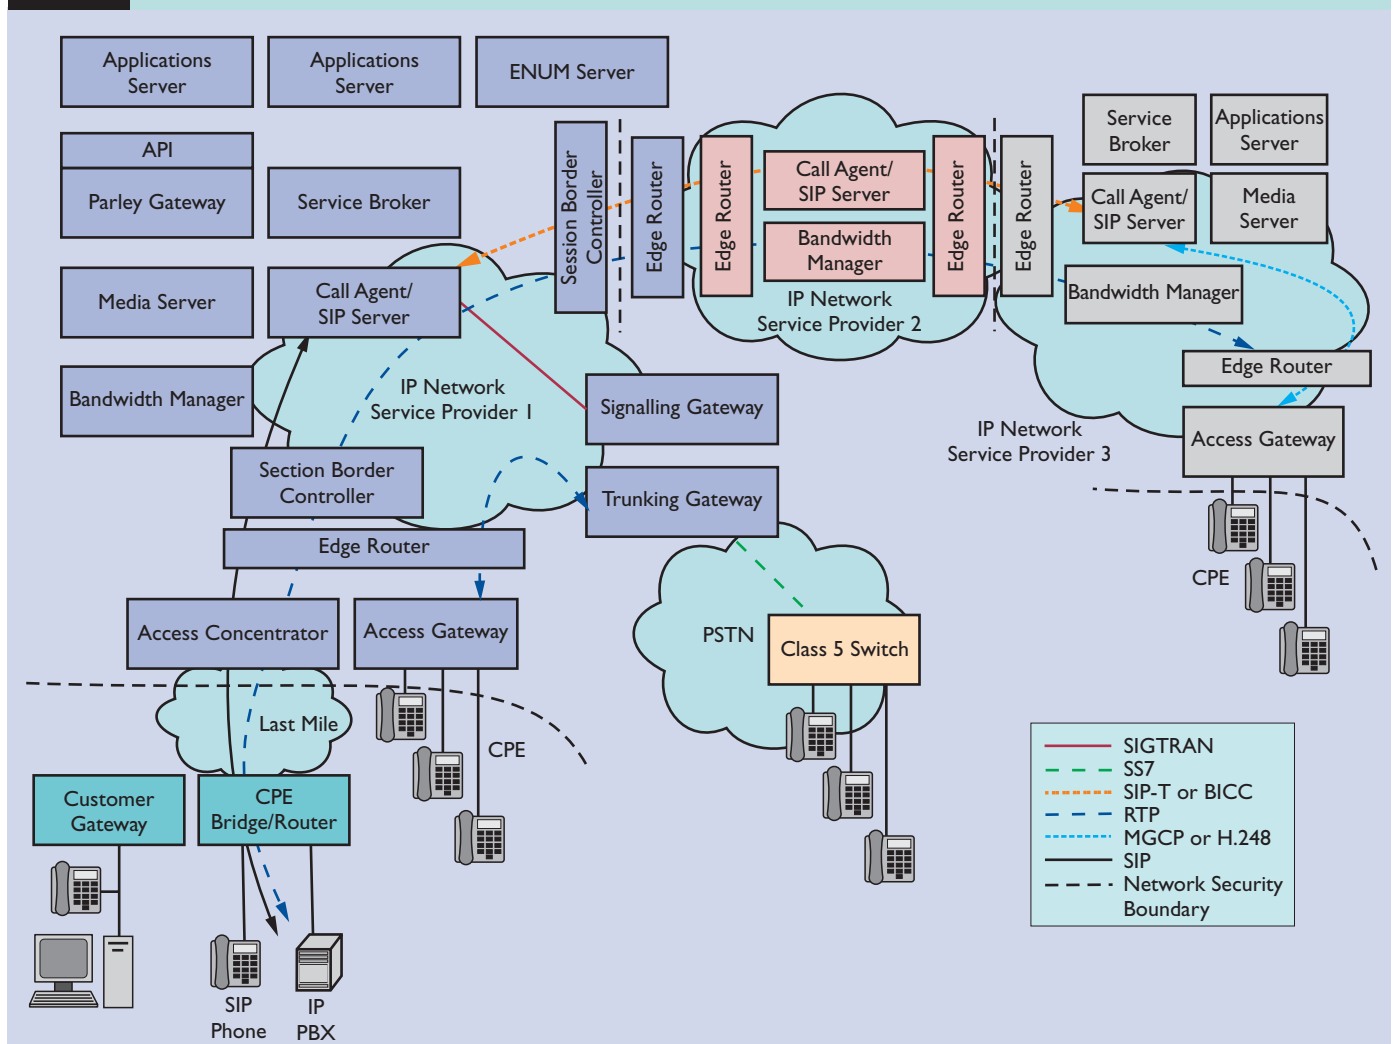 Applications
Server
Applications
Server
ENUM Server
API
Parley Gateway
Service Broker
Session Border
Controller
Edge Router
Edge Router
Call Agent/
SIP Server
Bandwidth
Manager
Edge Router
Edge Router
IP Network
Service Provider 2
Service
Broker
Applications
Server
Call Agent/
SIP Server
Media
Server
Bandwidth Manager
Edge Router
Access Gateway
IP Network
Service Provider 3
CPE
Media Server
Call Agent/
SIP Server
Bandwidth Manager
IP Network
Service Provider 1
Signalling Gateway
Section Border
Controller
Trunking Gateway
Edge Router
Access Concentrator
Access Gateway
PSTN
Class 5 Switch
Last Mile
CPE
Customer
Gateway
CPE
Bridge/Router
SIP
Phone
IP
PBX
SIGTRAN
SS7
SIP-T or BICC
RTP
MGCP or H.248
SIP
Network Security
Boundary